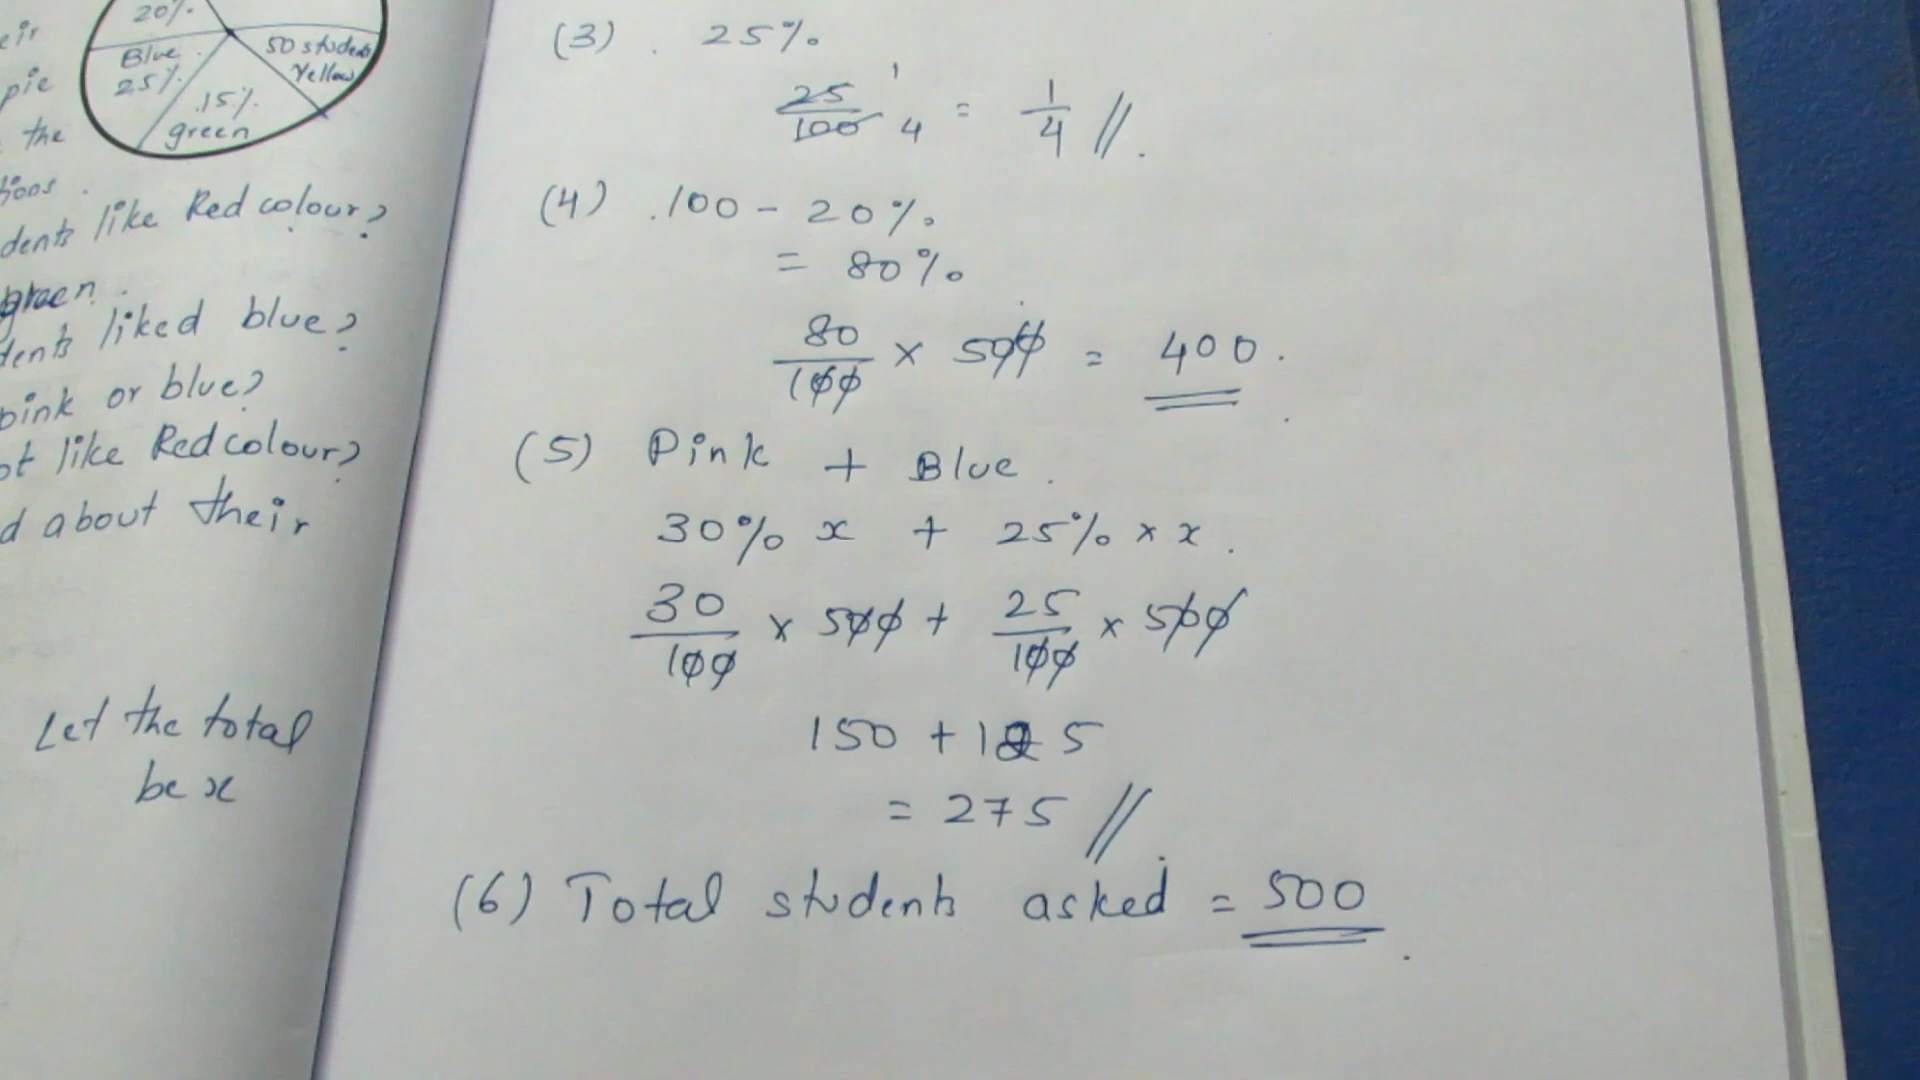 20%.
Blue
25%.
50 students
Yellow
.15%.
green
eir
pie
the
tions.
dents like Red colour?
green.
dents liked blue?
pink or blue?
ot like Red colour?
d about their
Let the total
be x
(3). 25%
25/100 1 4 = 1/4 //.
(4) .100 - 20%.
= 80%
80/100 × 500 = 400.
(5) Pink + Blue.
30% x + 25% × x.
30/100 × 500 + 25/100 × 500
150 + 125
= 275 //
(6) Total students asked = 500.